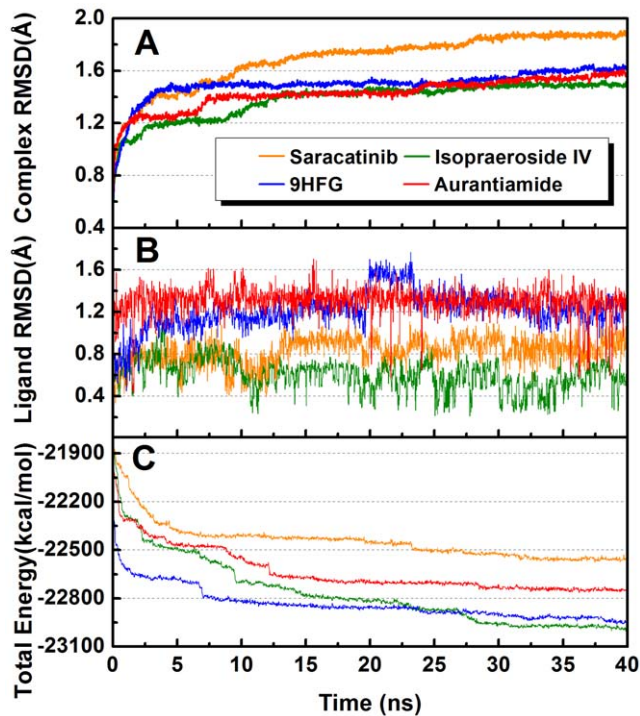 A
Complex RMSD(Å)
2.0
1.6
1.2
0.8
0.4
Saracatinib Isopraeroside IV
9HFG Aurantiamide
B
Ligand RMSD(Å)
1.6
1.2
0.8
0.4
C
Total Energy(kcal/mol)
-21900
-22200
-22500
-22800
-23100
0 5 10 15 20 25 30 35 40
Time (ns)